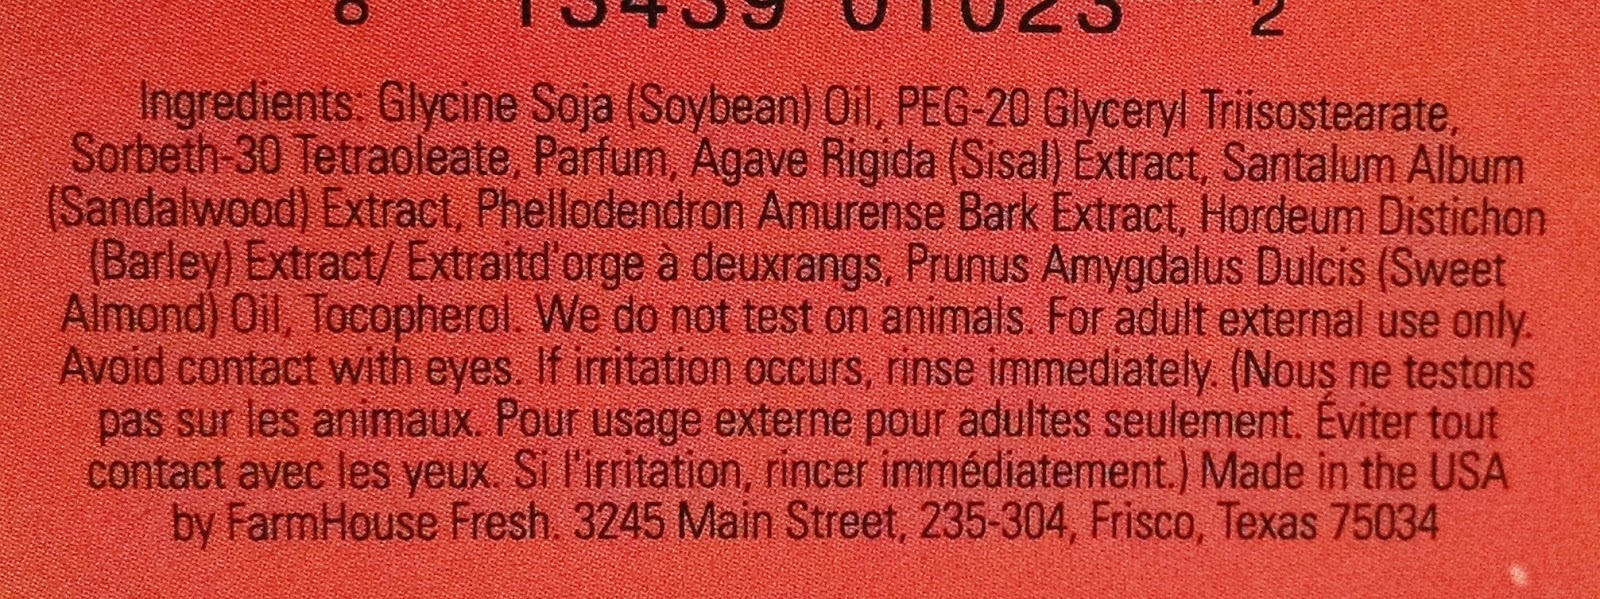 8 13439 01023 2
Ingredients: Glycine Soja (Soybean) Oil, PEG-20 Glyceryl Triisostearate,
Sorbeth-30 Tetraoleate, Parfum, Agave Rigida (Sisal) Extract, Santalum Album
(Sandalwood) Extract, Phellodendron Amurense Bark Extract, Hordeum Distichon
(Barley) Extract/ Extraitd'orge à deuxrangs, Prunus Amygdalus Dulcis (Sweet
Almond) Oil, Tocopherol. We do not test on animals. For adult external use only.
Avoid contact with eyes. If irritation occurs, rinse immediately. (Nous ne testons
pas sur les animaux. Pour usage externe pour adultes seulement. Éviter tout
contact avec les yeux. Si l'irritation, rincer immédiatement.) Made in the USA
by FarmHouse Fresh. 3245 Main Street, 235-304, Frisco, Texas 75034